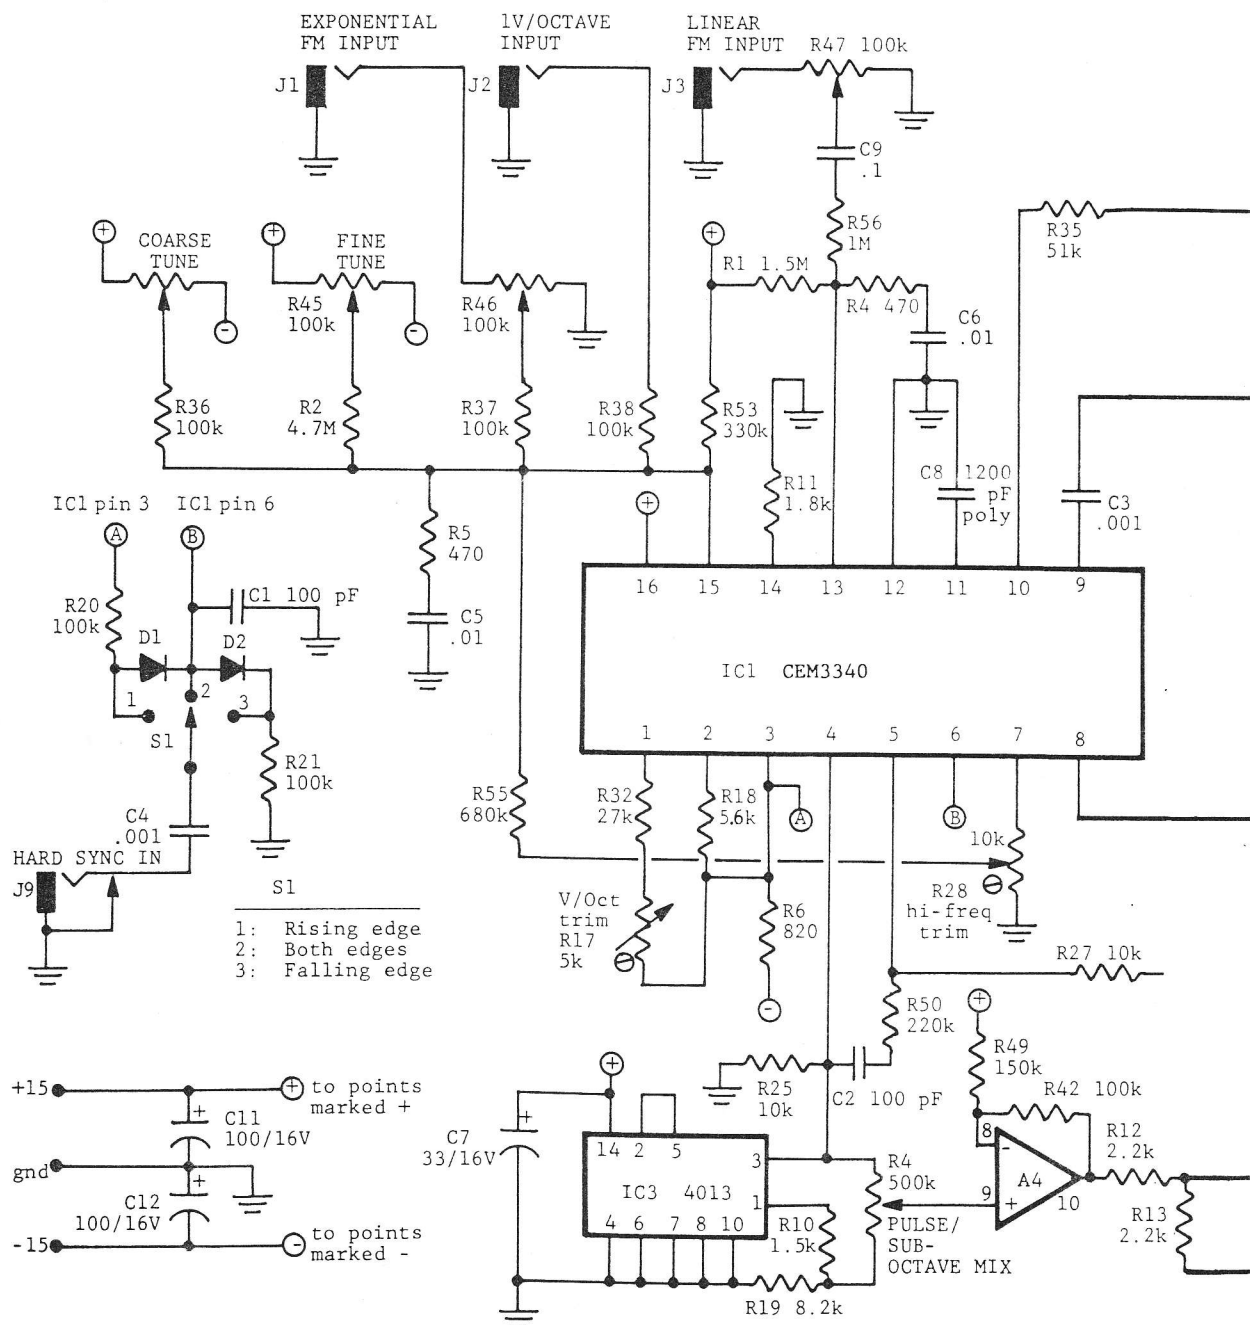 EXPONENTIAL
FM INPUT
1V/OCTAVE
INPUT
LINEAR
FM INPUT
R47 100k
J1
J2
J3
C9
.1
+
COARSE
TUNE
-
+
FINE
TUNE
R45
100k
-
R46
100k
+
R1 1.5M
R56
1M
R4 470
C6
.01
R35
51k
R36
100k
R2
4.7M
R37
100k
R38
100k
R53
330k
R11
1.8k
C8 1200
pF
poly
C3
.001
IC1 pin 3
A
IC1 pin 6
B
R5
470
C5
.01
+
16
15
14
13
12
11
10
9
IC1 CEM3340
1
2
3
4
5
6
7
8
R20
100k
C1 100 pF
D1
D2
1
2
3
S1
R21
100k
C4
.001
HARD SYNC IN
J9
S1
1: Rising edge
2: Both edges
3: Falling edge
R55
680k
R32
27k
R18
5.6k
A
B
10k
R28
hi-freq
trim
V/Oct
trim
R17
5k
R6
820
-
R27 10k
R50
220k
+
R49
150k
R42 100k
R25
10k
C2 100 pF
+15
+ to points
marked +
+
C11
100/16V
gnd
+
C12
100/16V
-15
- to points
marked -
+
+
C7
33/16V
14
2
5
3
IC3 4013
1
4
6
7
8
10
R10
1.5k
R19 8.2k
R4
500k
PULSE/
SUB-
OCTAVE MIX
8
-
9
+
A4
10
R12
2.2k
R13
2.2k